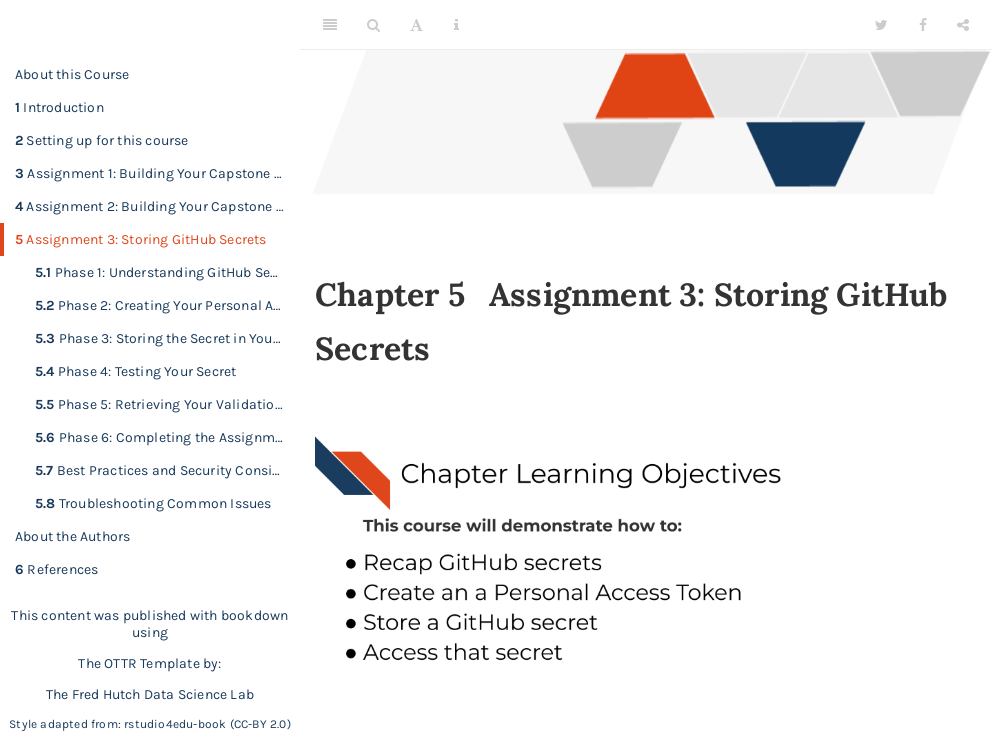 About this Course
1 Introduction
2 Setting up for this course
3 Assignment 1: Building Your Capstone ...
4 Assignment 2: Building Your Capstone ...
5 Assignment 3: Storing GitHub Secrets
5.1 Phase 1: Understanding GitHub Se...
5.2 Phase 2: Creating Your Personal A...
5.3 Phase 3: Storing the Secret in You...
5.4 Phase 4: Testing Your Secret
5.5 Phase 5: Retrieving Your Validatio...
5.6 Phase 6: Completing the Assignm...
5.7 Best Practices and Security Consi...
5.8 Troubleshooting Common Issues
About the Authors
6 References
This content was published with bookdown
using
The OTTR Template by:
The Fred Hutch Data Science Lab
Style adapted from: rstudio4edu-book (CC-BY 2.0)
Chapter 5 Assignment 3: Storing GitHub
Secrets
Chapter Learning Objectives
This course will demonstrate how to:
● Recap GitHub secrets
● Create an a Personal Access Token
● Store a GitHub secret
● Access that secret